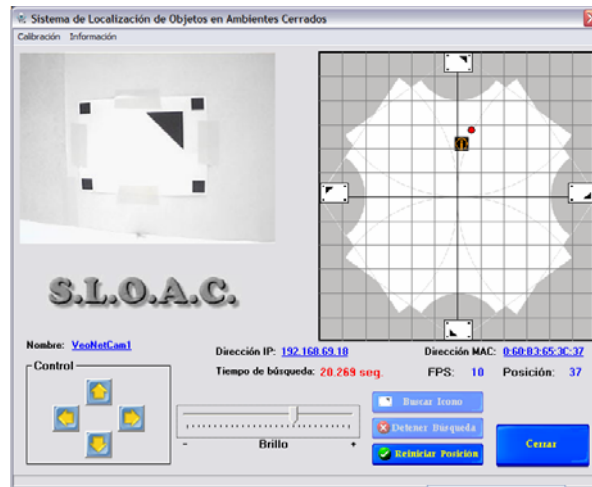 Sistema de Localización de Objetos en Ambientes Cerrados
Calibración Información
S.L.O.A.C.
Nombre: VeoNetCam1
Dirección IP: 192.168.69.10 Dirección MAC: 0:60:B3:65:3C:37
Tiempo de búsqueda: 20.269 seg. FPS: 10 Posición: 37
Control
Buscar Icono
Detener Búsqueda
Reiniciar Posición
Cerrar
- Brillo +